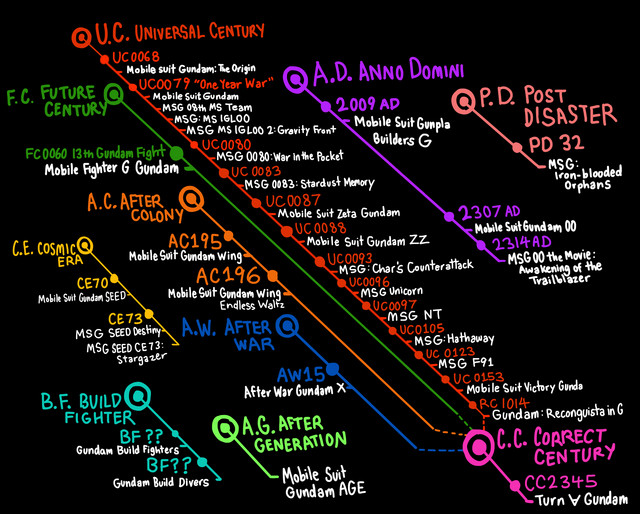 U.C. UNIVERSAL CENTURY
UC0068
Mobile suit Gundam: The Origin
UC0079 "One Year War"
Mobile Suit Gundam
MSG 08th MS Team
MSG: MS IGLOO
MSG MS IGLOO 2: Gravity Front
UC0080
MSG 0080: War in the Pocket
UC 0083
MSG 0083: Stardust Memory
UC0087
Mobile Suit Zeta Gundam
UC0088
Mobile Suit Gundam ZZ
UC0093
MSG: Char's Counterattack
UC0096
MSG Unicorn
UC0097
MSG NT
UC0105
MSG: Hathaway
UC 0123
MSG F91
UC 0153
Mobile Suit Victory Gunda
RC 1014
Gundam: Reconguista in G
F.C. FUTURE
CENTURY
FC0060 13th Gundam Fight
Mobile Fighter G Gundam
A.D. ANNO DOMINI
2009 AD
Mobile Suit Gunpla
Builders G
2307 AD
Mobile Suit Gundam 00
2314 AD
MSG 00 the Movie:
Awakening of the
Trailblazer
P.D. POST
DISASTER
PD 32
MSG:
Iron-blooded
Orphans
A.C. AFTER
COLONY
AC195
Mobile Suit Gundam Wing
AC196
Mobile Suit Gundam Wing
Endless Waltz
C.E. COSMIC
ERA
CE70
Mobile Suit Gundam SEED
CE73
MSG SEED Destiny
MSG SEED CE73:
Stargazer
A.W. AFTER
WAR
AW15
After War Gundam X
B.F. BUILD
FIGHTER
BF ??
Gundam Build Fighters
BF??
Gundam Build Divers
A.G. AFTER
GENERATION
Mobile Suit
Gundam AGE
C.C. CORRECT
CENTURY
CC2345
Turn ∀ Gundam